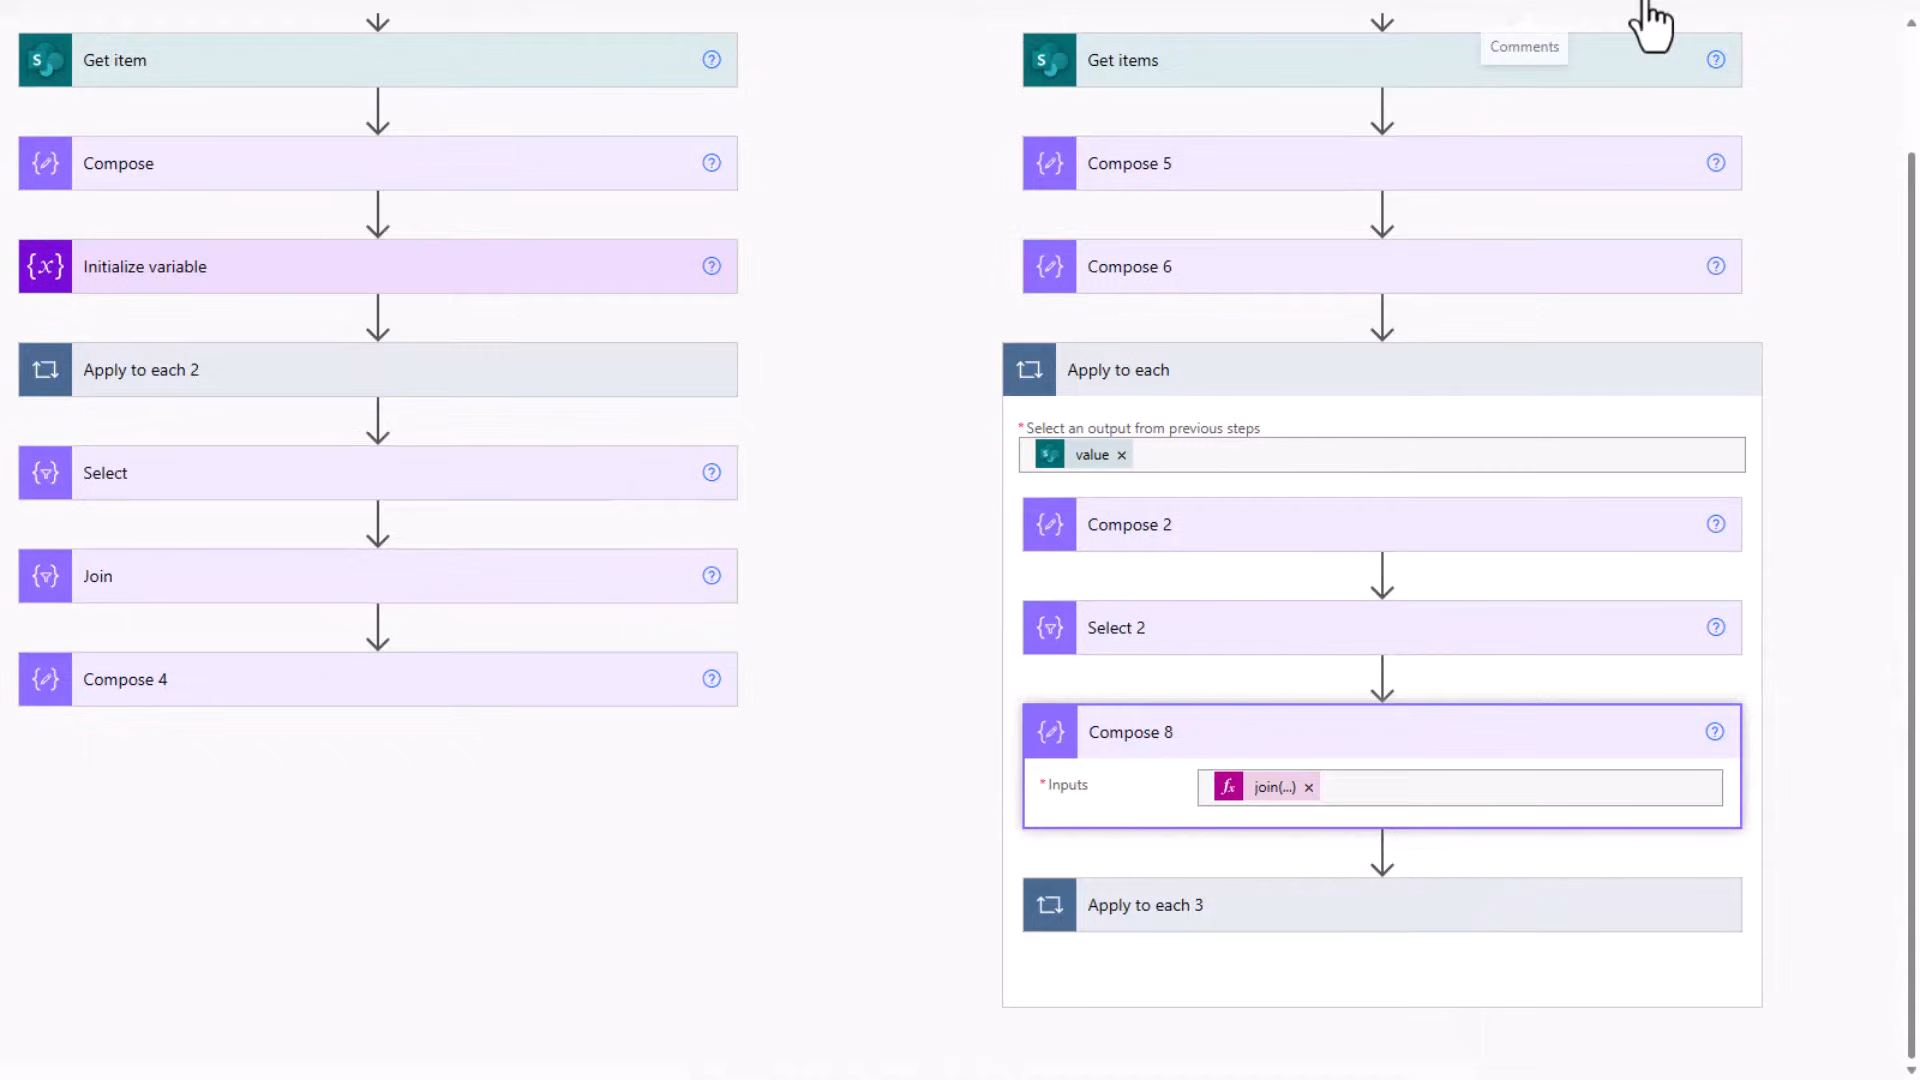 Get item
Compose
Initialize variable
Apply to each 2
Select
Join
Compose 4
Comments
Get items
Compose 5
Compose 6
Apply to each
*Select an output from previous steps
value ×
Compose 2
Select 2
Compose 8
*Inputs
fx join(...) ×
Apply to each 3